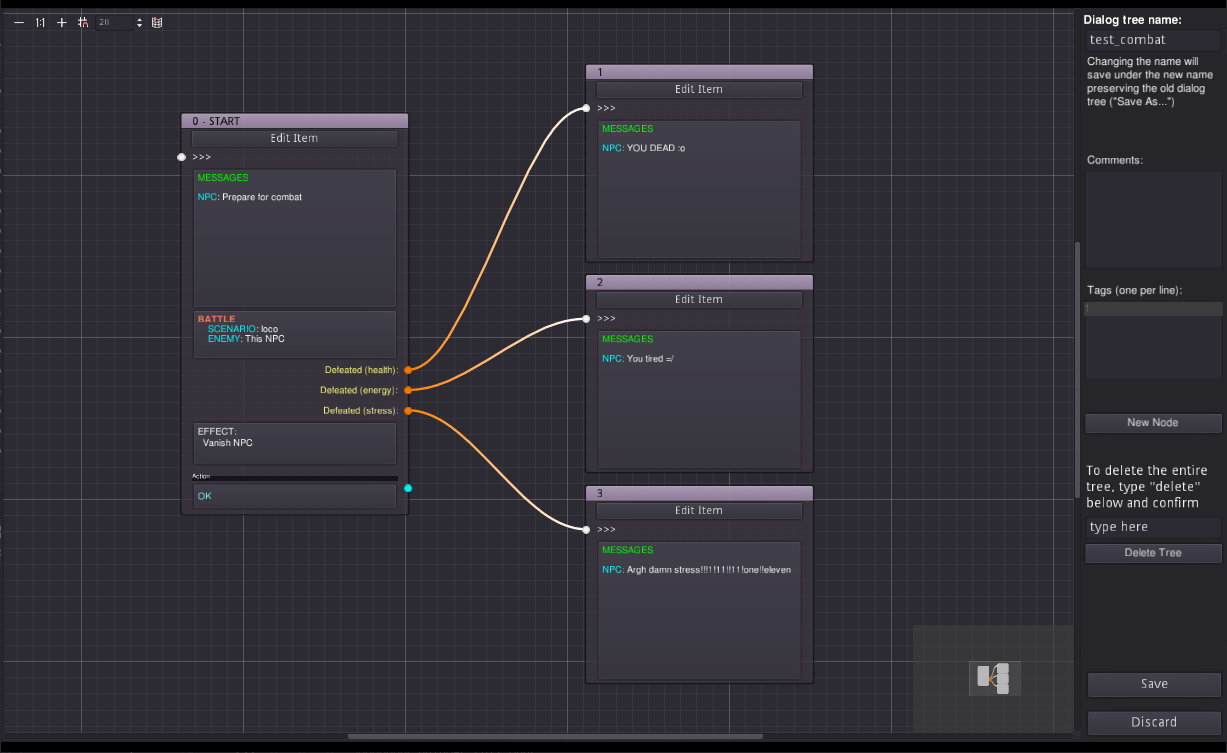 1:1
20
0 - START
Edit Item
>>>
MESSAGES
NPC: Prepare for combat
BATTLE
SCENARIO: loco
ENEMY: This NPC
Defeated (health):
Defeated (energy):
Defeated (stress):
EFFECT:
Vanish NPC
Action
OK
1
Edit Item
>>>
MESSAGES
NPC: YOU DEAD :o
2
Edit Item
>>>
MESSAGES
NPC: You tired =/
3
Edit Item
>>>
MESSAGES
NPC: Argh damn stress!!!1!11!!11!one!!eleven
Dialog tree name:
test_combat
Changing the name will
save under the new name
preserving the old dialog
tree ("Save As...")
Comments:
Tags (one per line):
New Node
To delete the entire
tree, type "delete"
below and confirm
type here
Delete Tree
Save
Discard